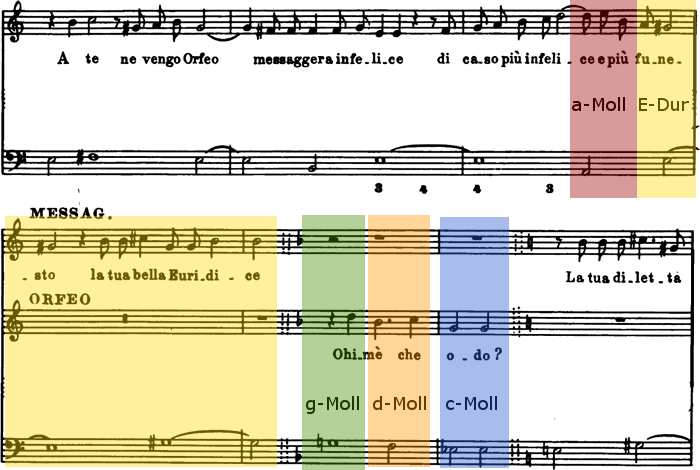 A te ne vengo Orfeo messaggera infe_li_ce di ca_so più infeli_ce e più fu_ne_
a-Moll E-Dur
3 4 4 3
MESSAG.
_sto la tua bella Euri_di_ce La tua di_let_ta
ORFEO
Ohi_mè che o_do?
g-Moll d-Moll c-Moll